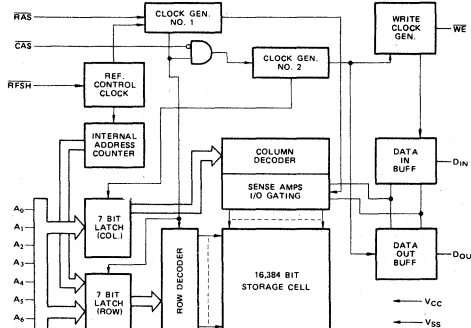 RAS
CLOCK GEN.
NO. 1
WRITE
CLOCK
GEN.
WE
CAS
CLOCK GEN.
NO. 2
RFSH
REF.
CONTROL
CLOCK
INTERNAL
ADDRESS
COUNTER
COLUMN
DECODER
DATA
IN
BUFF
DIN
SENSE AMPS
I/O GATING
A0
A1
A2
A3
A4
A5
A6
7 BIT
LATCH
(COL.)
7 BIT
LATCH
(ROW)
ROW DECODER
16,384 BIT
STORAGE CELL
DATA
OUT
BUFF
DOU
VCC
VSS